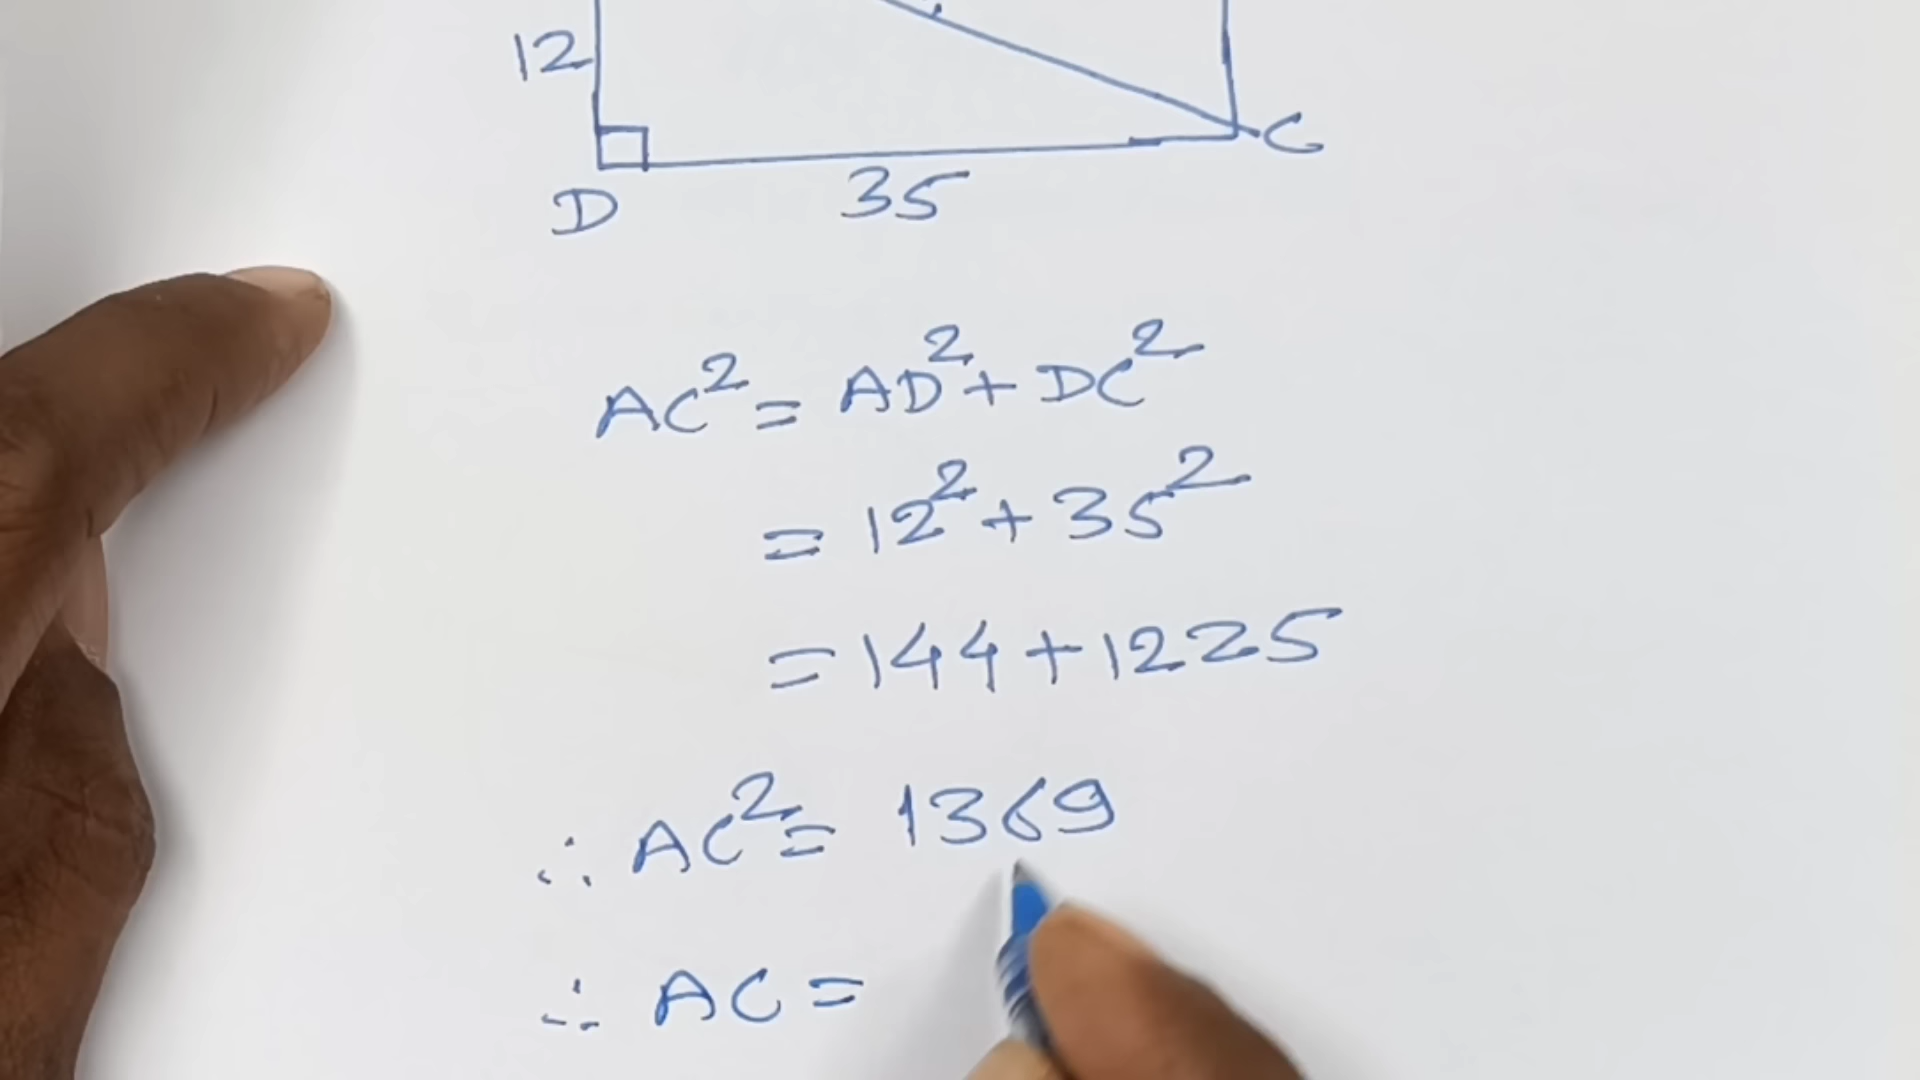 12
C
D
35
AC² = AD² + DC²
= 12² + 35²
= 144 + 1225
∴ AC² = 1369
∴ AC =